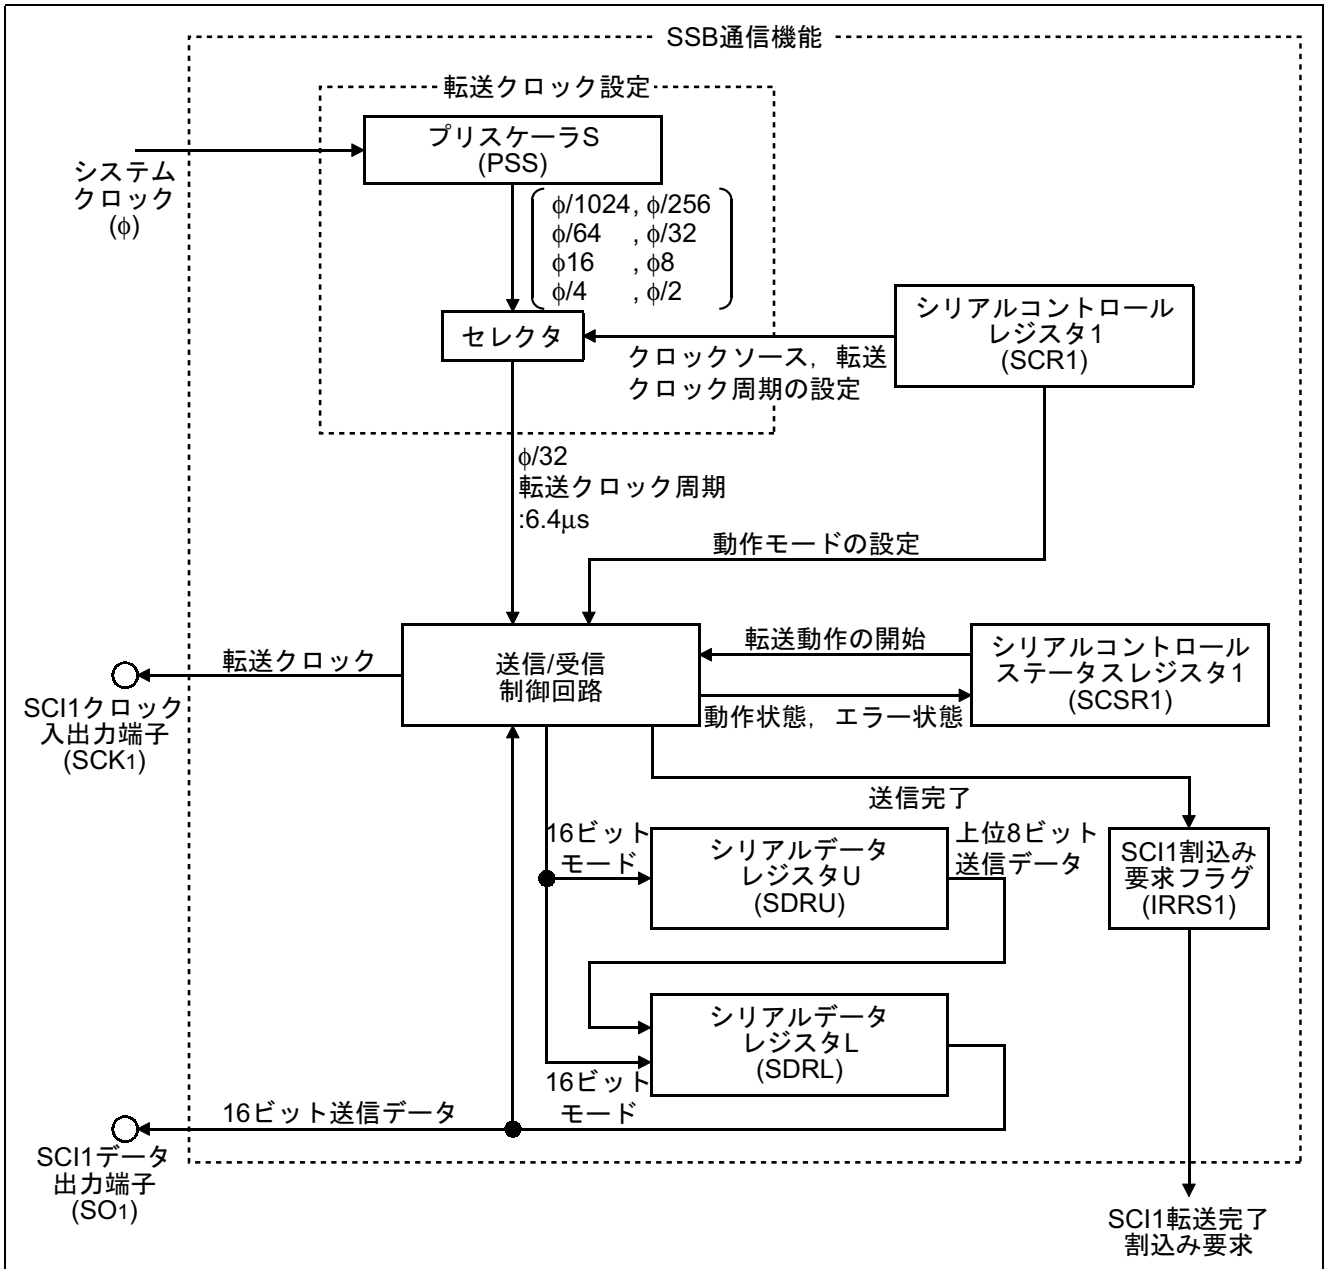 SSB通信機能
転送クロック設定
プリスケーラS
(PSS)
システム
クロック
(ϕ)
ϕ/1024, ϕ/256
ϕ/64 , ϕ/32
ϕ16 , ϕ8
ϕ/4 , ϕ/2
セレクタ
シリアルコントロール
レジスタ1
(SCR1)
クロックソース，転送
クロック周期の設定
ϕ/32
転送クロック周期
:6.4μs
動作モードの設定
送信/受信
制御回路
転送動作の開始
シリアルコントロール
ステータスレジスタ1
(SCSR1)
動作状態，エラー状態
転送クロック
SCI1クロック
入出力端子
(SCK1)
送信完了
16ビット
モード
シリアルデータ
レジスタU
(SDRU)
上位8ビット
送信データ
SCI1割込み
要求フラグ
(IRRS1)
シリアルデータ
レジスタL
(SDRL)
16ビット
モード
16ビット送信データ
SCI1データ
出力端子
(SO1)
SCI1転送完了
割込み要求